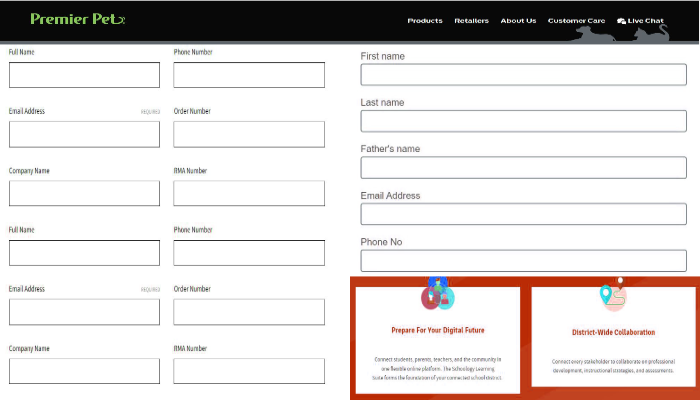 Premier Pet
Products Retailers About Us Customer Care Live Chat
Full Name Phone Number
Email Address REQUIRED Order Number
Company Name RMA Number
Full Name Phone Number
Email Address REQUIRED Order Number
Company Name RMA Number
First name
Last name
Father's name
Email Address
Phone No
Prepare For Your Digital Future
Connect students, parents, teachers, and the community in
one flexible online platform. The Schoology Learning
Suite forms the foundation of your connected school district.
District-Wide Collaboration
Connect every stakeholder to collaborate on professional
development, instructional strategies, and assessments.